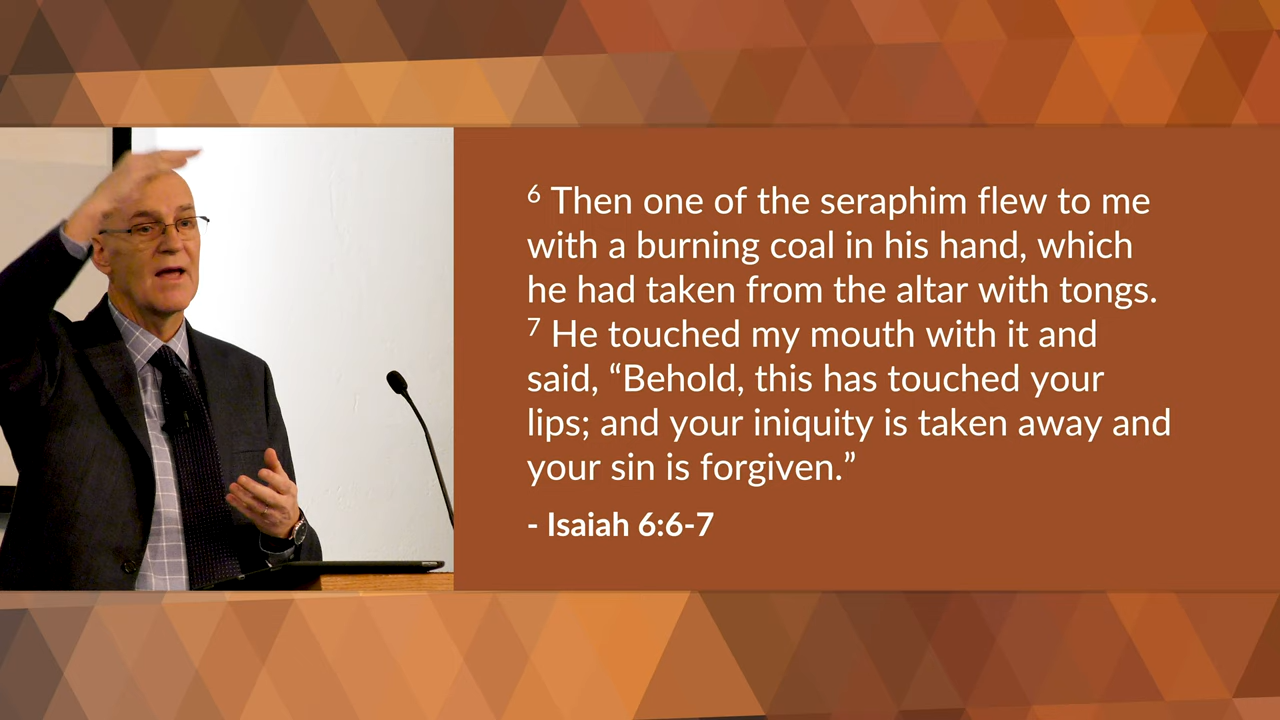 6 Then one of the seraphim flew to me
with a burning coal in his hand, which
he had taken from the altar with tongs.
7 He touched my mouth with it and
said, “Behold, this has touched your
lips; and your iniquity is taken away and
your sin is forgiven.”
- Isaiah 6:6-7